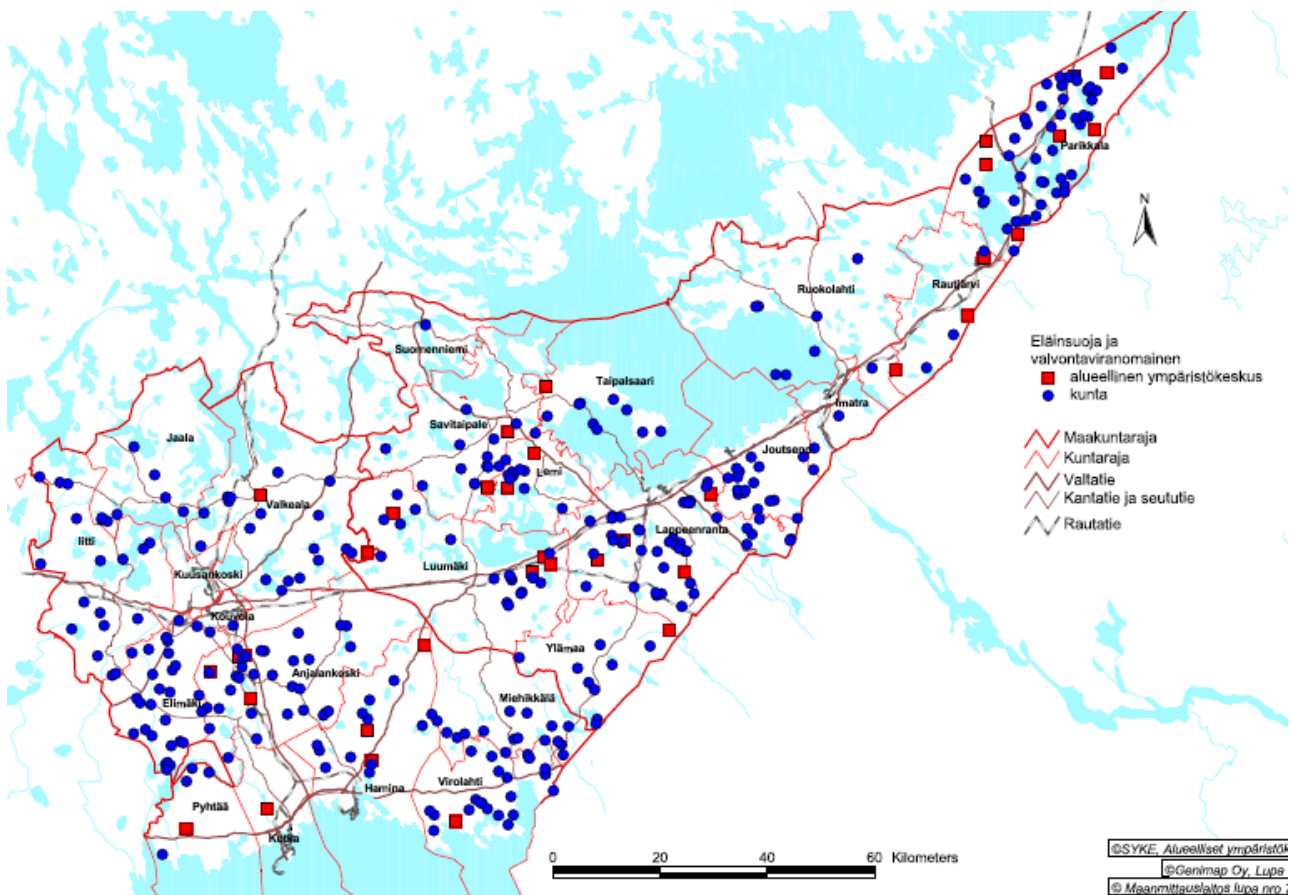 Parikkala
N
Ruokolahti
Rautjärvi
Eläinsuoja ja
valvontaviranomainen
alueellinen ympäristökeskus
kunta
Suomenniemi
Taipalsaari
Imatra
Savitaipale
Jaala
Joutseno
Lemi
Maakuntaraja
Kuntaraja
Valtatie
Kantatie ja seututie
Rautatie
Valkeala
Iitti
Lappeenranta
Luumäki
Kuusankoski
Kouvola
Ylämaa
Anjalankoski
Elimäki
Miehikkälä
Virolahti
Hamina
Pyhtää
Kotka
0 20 40 60 Kilometers
©SYKE, Alueelliset ympäristök
©Genimap Oy, Lupa
© Maanmittauslaitos lupa nro 7